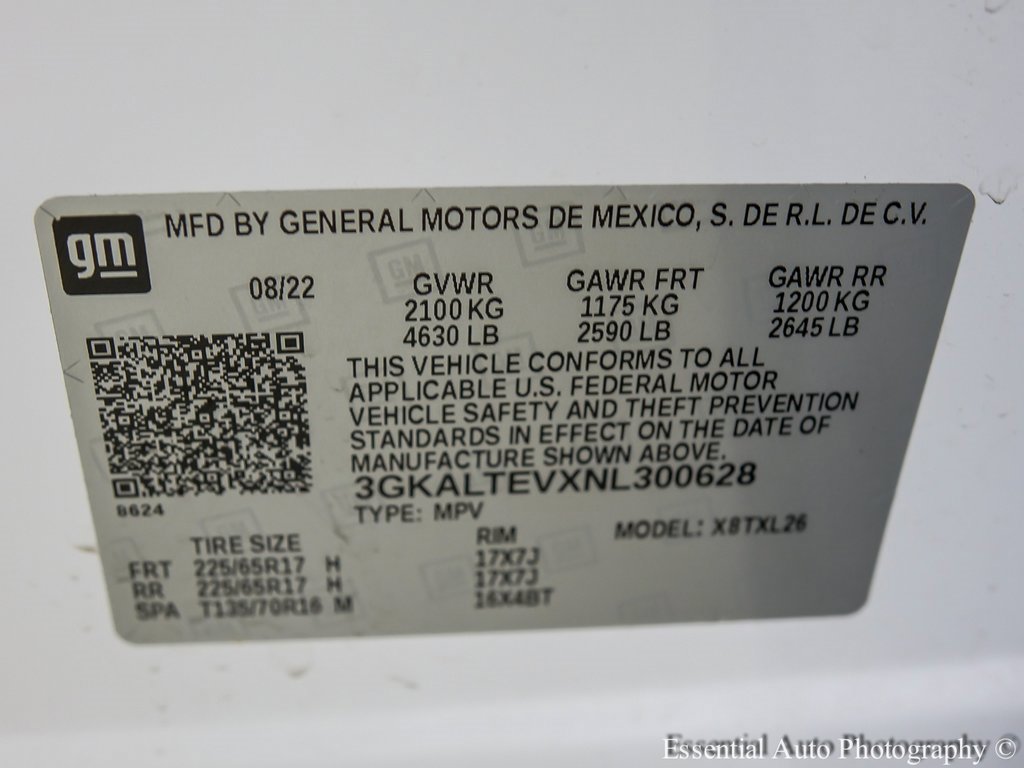 gm
MFD BY GENERAL MOTORS DE MEXICO, S. DE R.L. DE C.V.
08/22 GVWR GAWR FRT GAWR RR
2100 KG 1175 KG 1200 KG
4630 LB 2590 LB 2645 LB
THIS VEHICLE CONFORMS TO ALL
APPLICABLE U.S. FEDERAL MOTOR
VEHICLE SAFETY AND THEFT PREVENTION
STANDARDS IN EFFECT ON THE DATE OF
MANUFACTURE SHOWN ABOVE.
3GKALTEVXNL300628
8624
TYPE: MPV MODEL: X8TXL26
TIRE SIZE RIM
FRT 225/65R17 H 17X7J
RR 225/65R17 H 17X7J
SPA T135/70R16 M 16X4BT
Essential Auto Photography ©